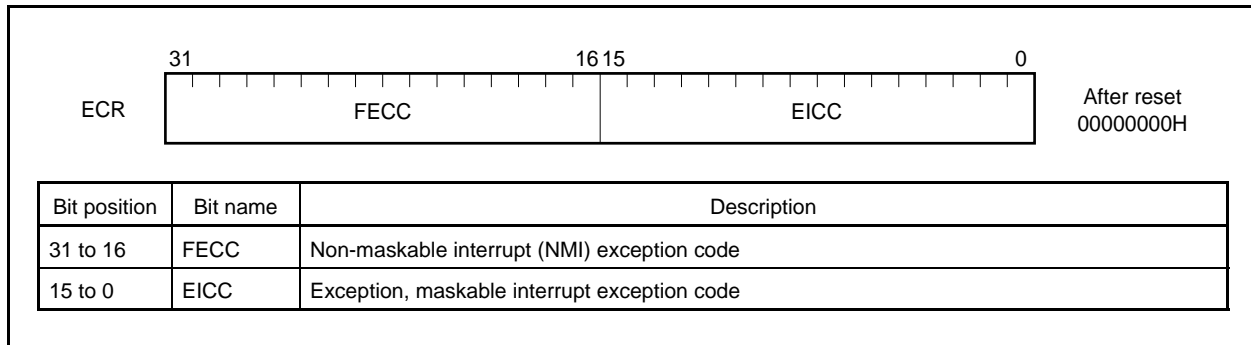 31 16 15 0
ECR FECC EICC After reset
00000000H
Bit position Bit name Description
31 to 16 FECC Non-maskable interrupt (NMI) exception code
15 to 0 EICC Exception, maskable interrupt exception code